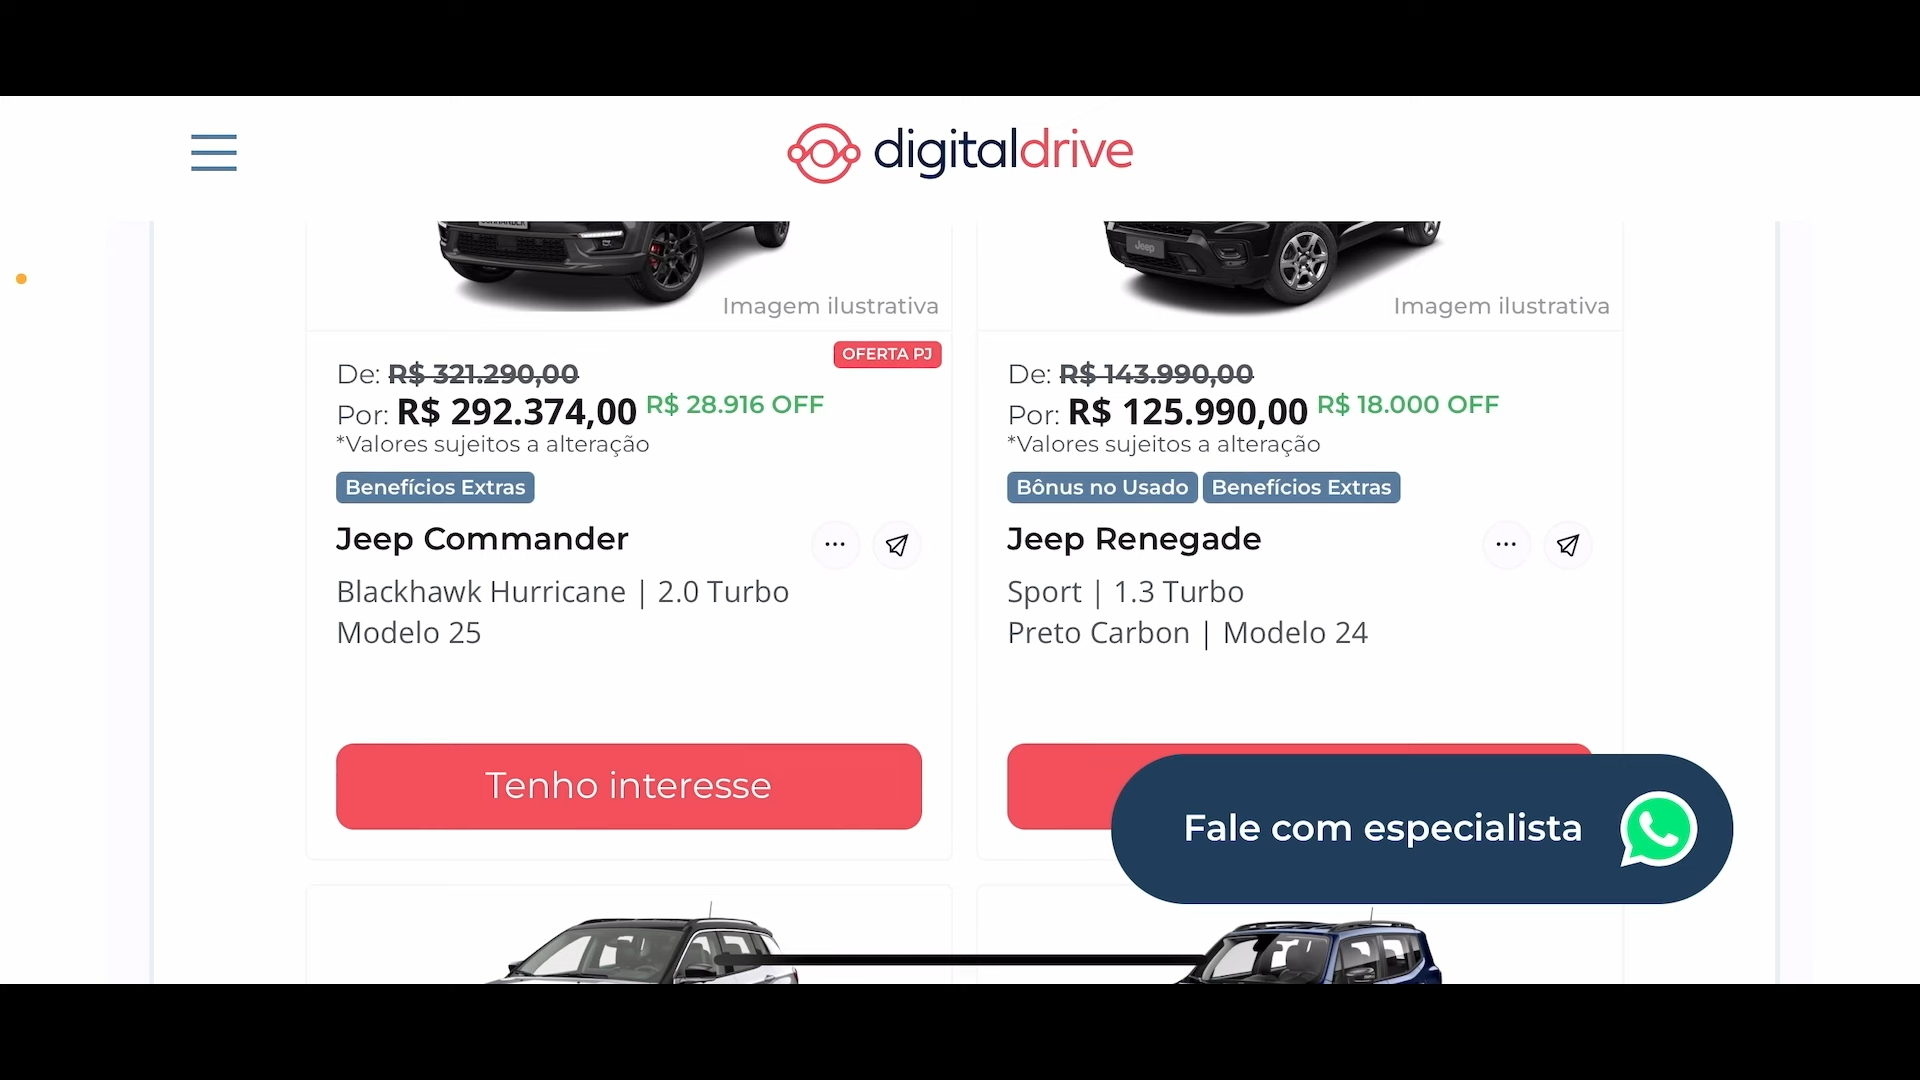 digitaldrive
COMMANDER
Jeep
Imagem ilustrativa
Imagem ilustrativa
OFERTA PJ
De: R$ 321.290,00
Por: R$ 292.374,00 R$ 28.916 OFF
*Valores sujeitos a alteração
Benefícios Extras
Jeep Commander
Blackhawk Hurricane | 2.0 Turbo
Modelo 25
Tenho interesse
De: R$ 143.990,00
Por: R$ 125.990,00 R$ 18.000 OFF
*Valores sujeitos a alteração
Bônus no Usado Benefícios Extras
Jeep Renegade
Sport | 1.3 Turbo
Preto Carbon | Modelo 24
Fale com especialista